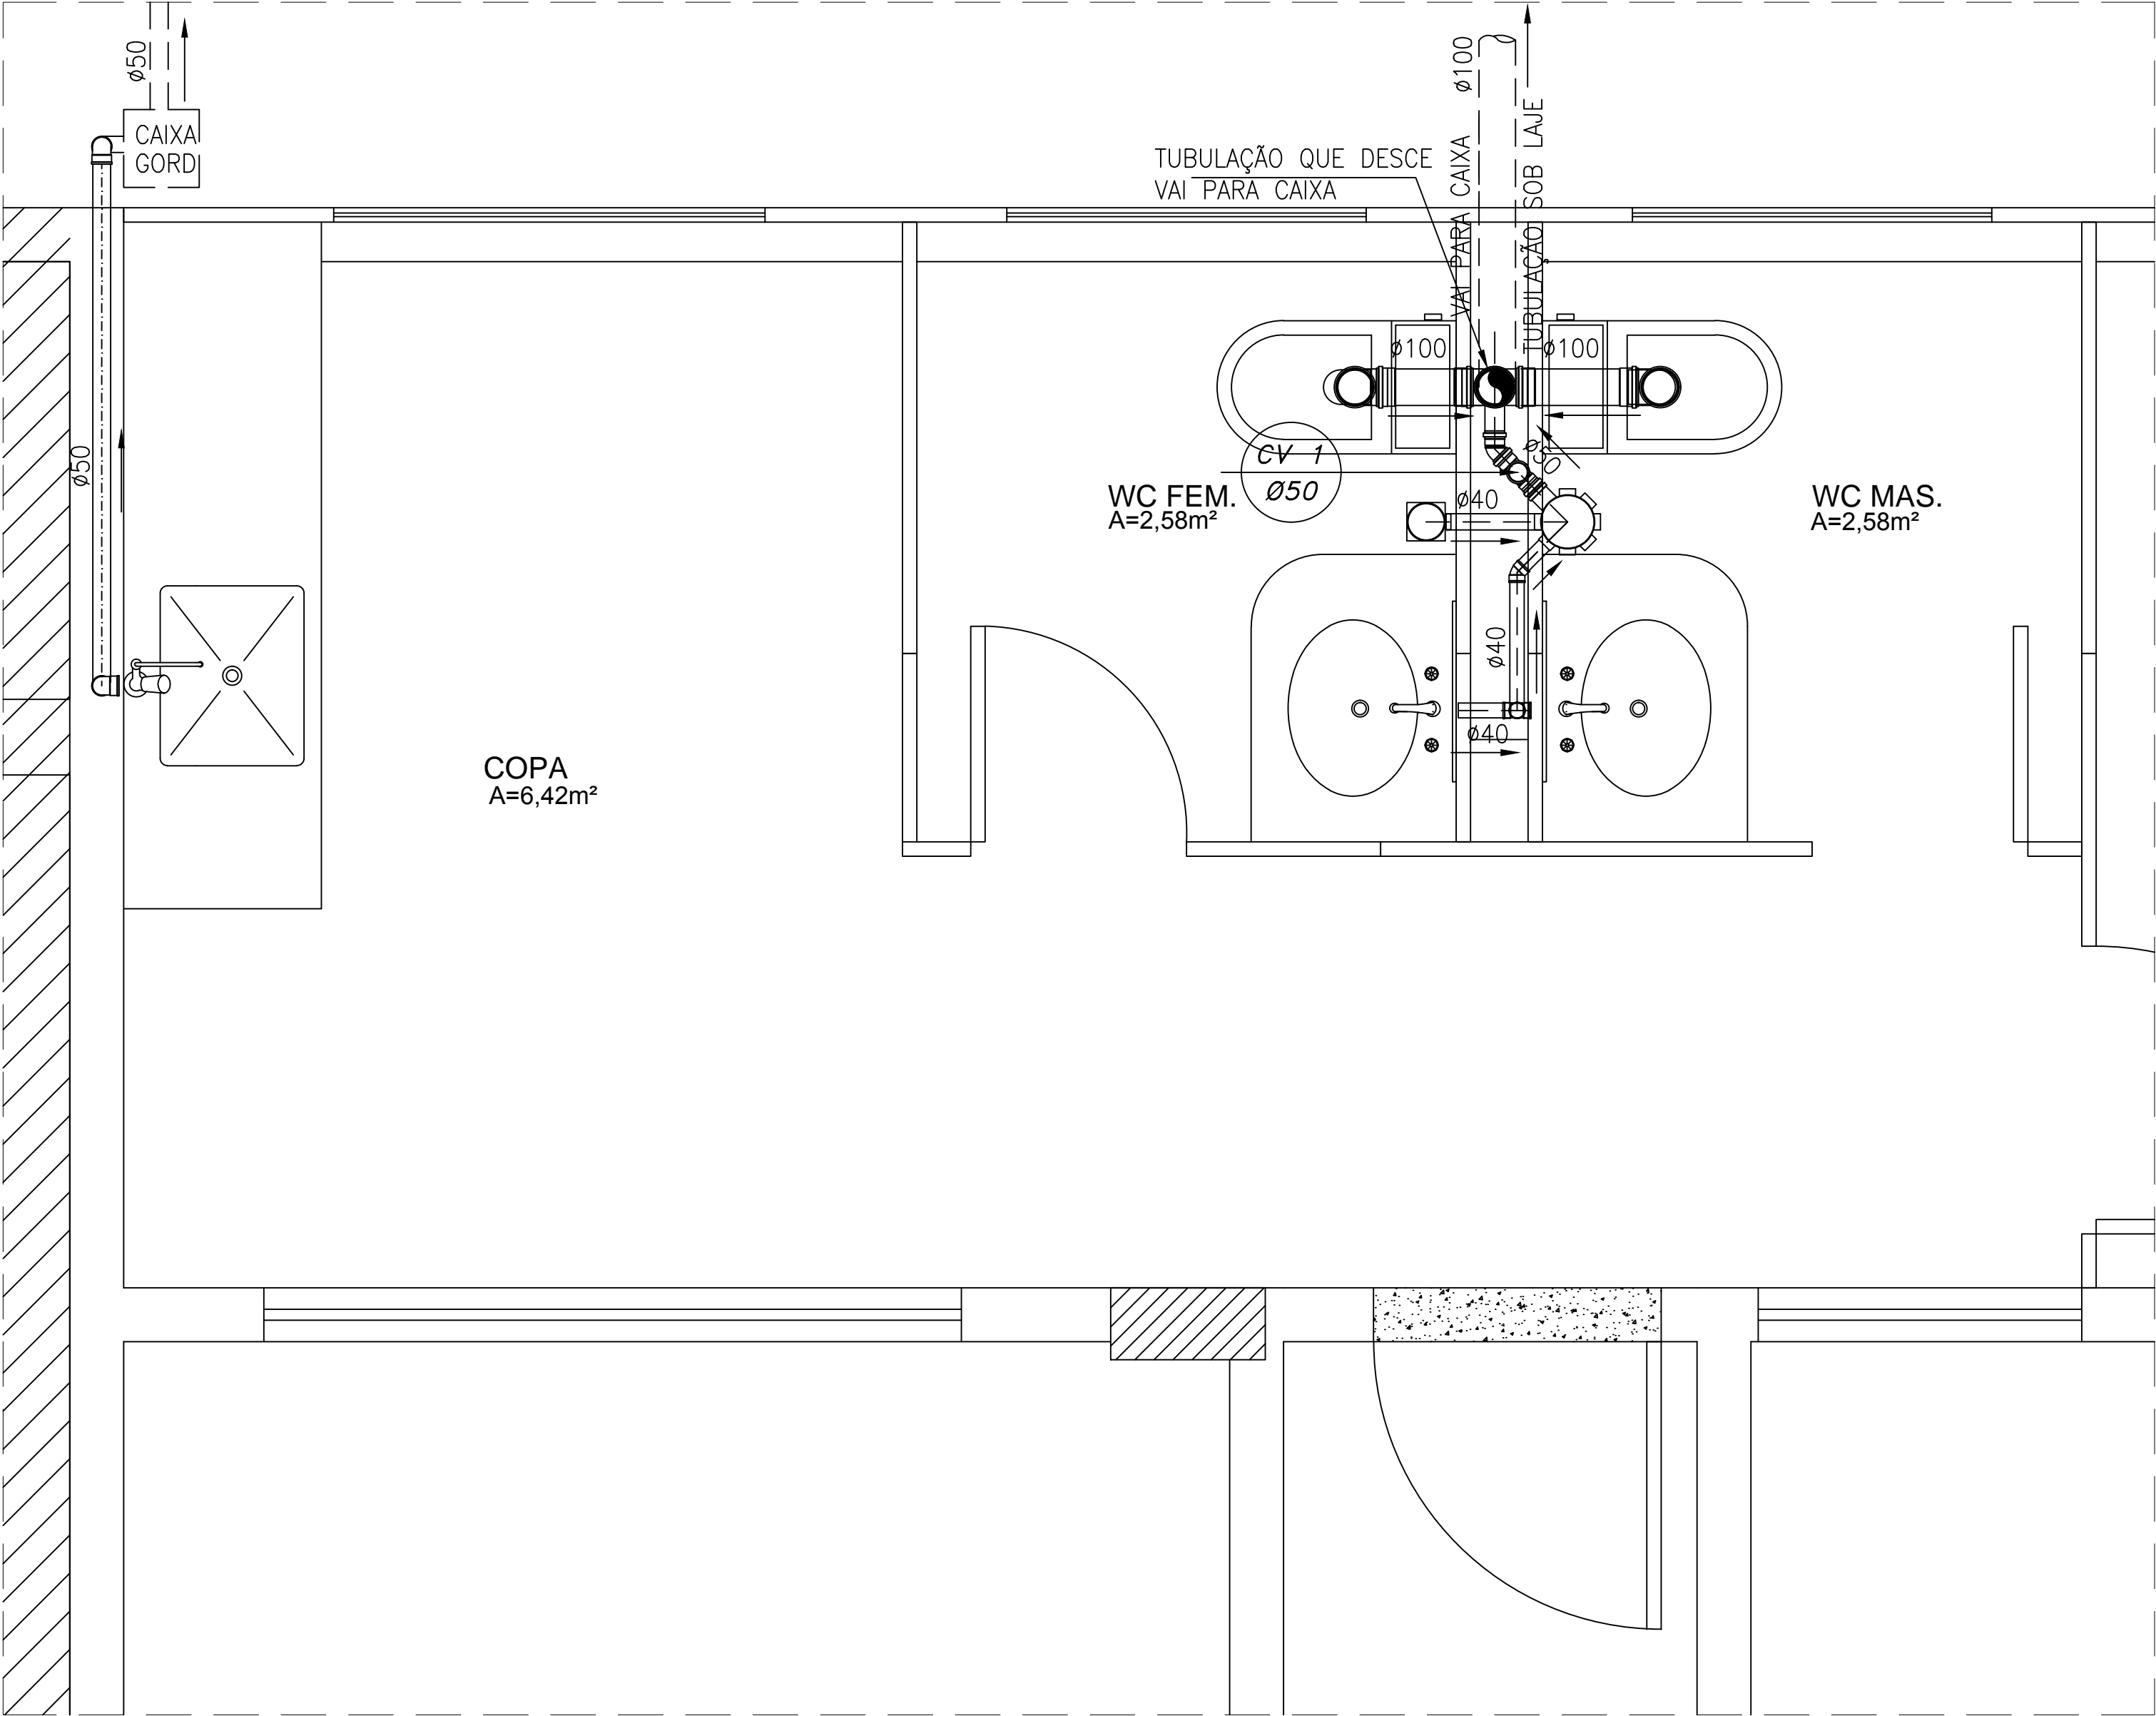 ø50
CAIXA
GORD
ø100
VAI PARA CAIXA
TUBULAÇÃO SOB LAJE
TUBULAÇÃO QUE DESCE
VAI PARA CAIXA
ø100
ø100
ø50
CV 1
Ø50
ø50
ø40
WC FEM.
A=2,58m²
WC MAS.
A=2,58m²
ø40
ø40
COPA
A=6,42m²